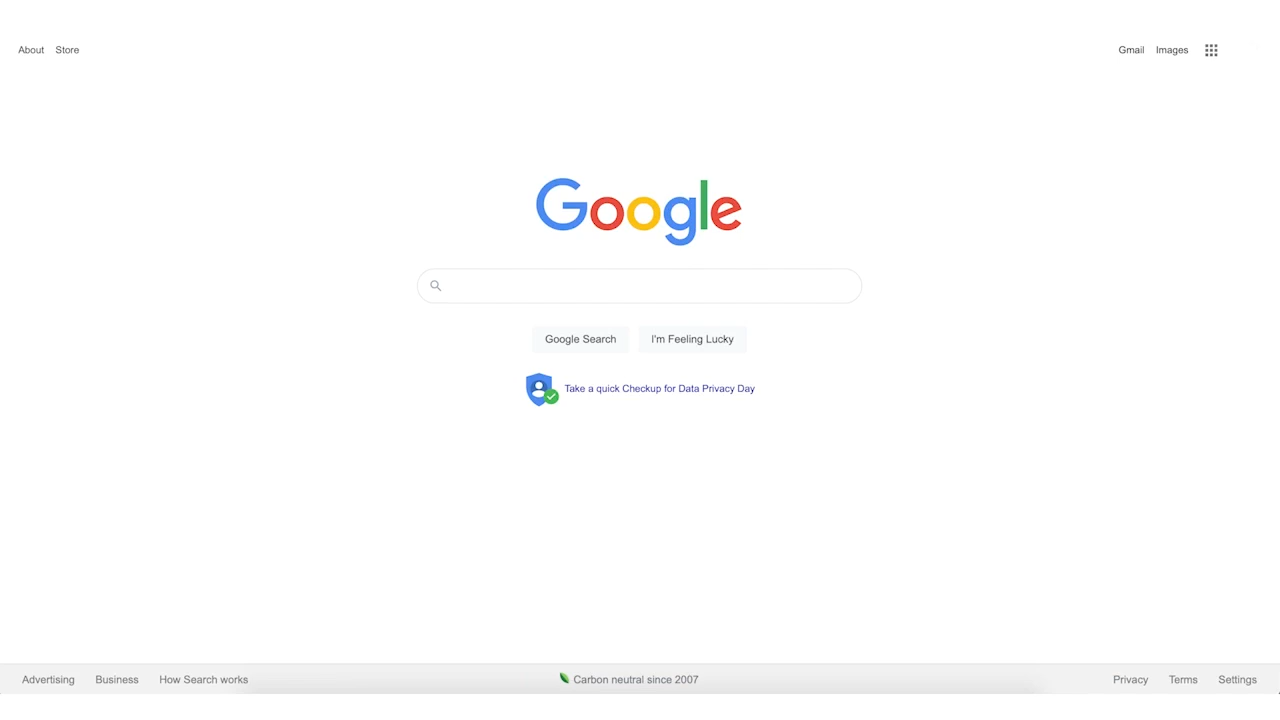 About Store Gmail Images
Google
Google Search I'm Feeling Lucky
Take a quick Checkup for Data Privacy Day
Advertising Business How Search works Carbon neutral since 2007 Privacy Terms Settings